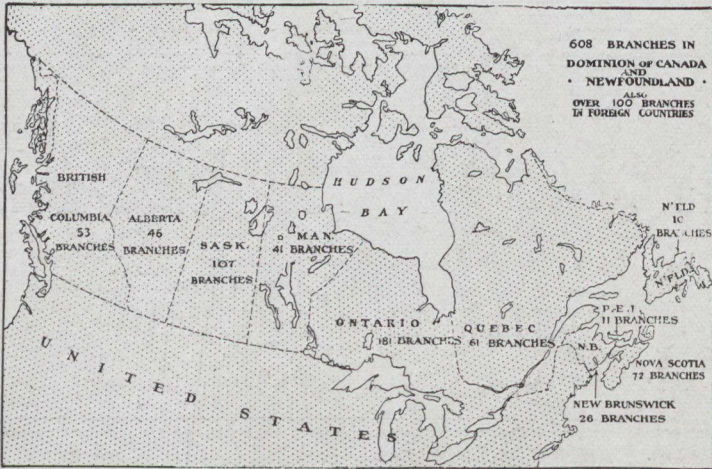 608 BRANCHES IN
DOMINION OF CANADA
AND
· NEWFOUNDLAND ·
ALSO
OVER 100 BRANCHES
IN FOREIGN COUNTRIES
BRITISH
COLUMBIA
53
BRANCHES
ALBERTA
46
BRANCHES
SASK.
107
BRANCHES
MAN.
41 BRANCHES
HUDSON
BAY
ONTARIO
181 BRANCHES
QUEBEC
61 BRANCHES
N'FLD
10
BRANCHES
N'FLD.
P.E.I
11 BRANCHES
N.B.
NOVA SCOTIA
72 BRANCHES
NEW BRUNSWICK
26 BRANCHES
UNITED STATES